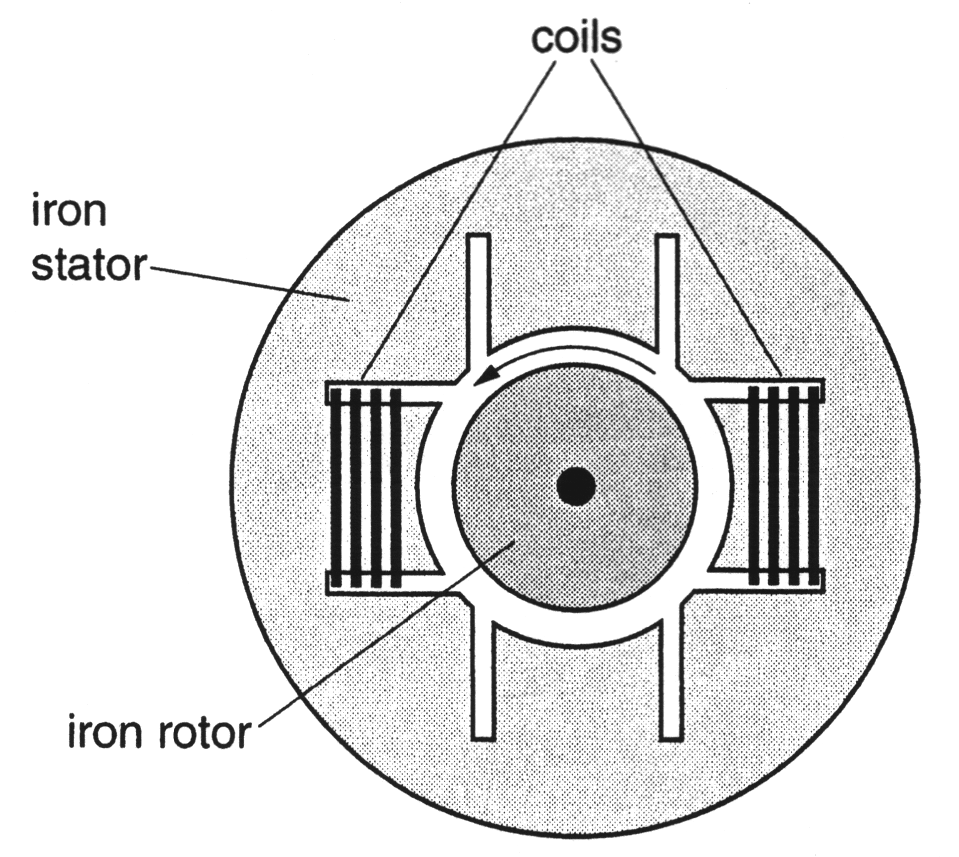 coils
iron
stator
iron rotor